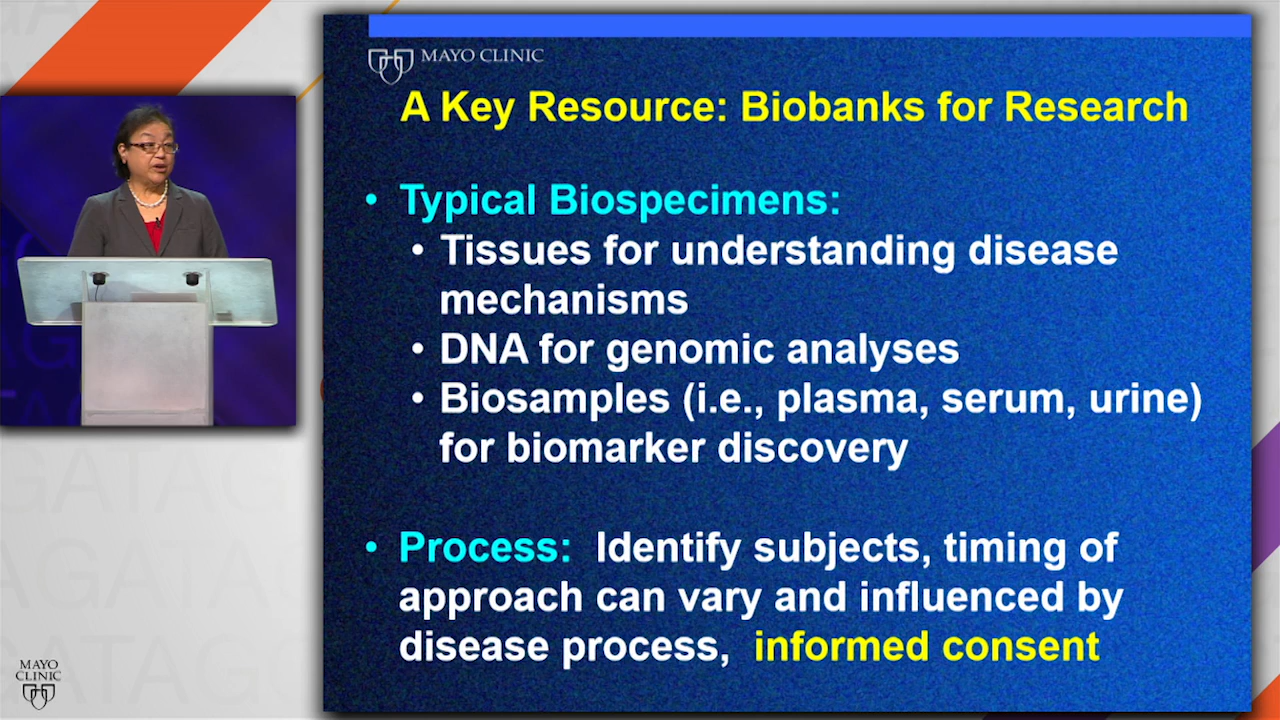 MAYO CLINIC
A Key Resource: Biobanks for Research
• Typical Biospecimens:
• Tissues for understanding disease
mechanisms
• DNA for genomic analyses
• Biosamples (i.e., plasma, serum, urine)
for biomarker discovery
• Process: Identify subjects, timing of
approach can vary and influenced by
disease process, informed consent
MAYO
CLINIC